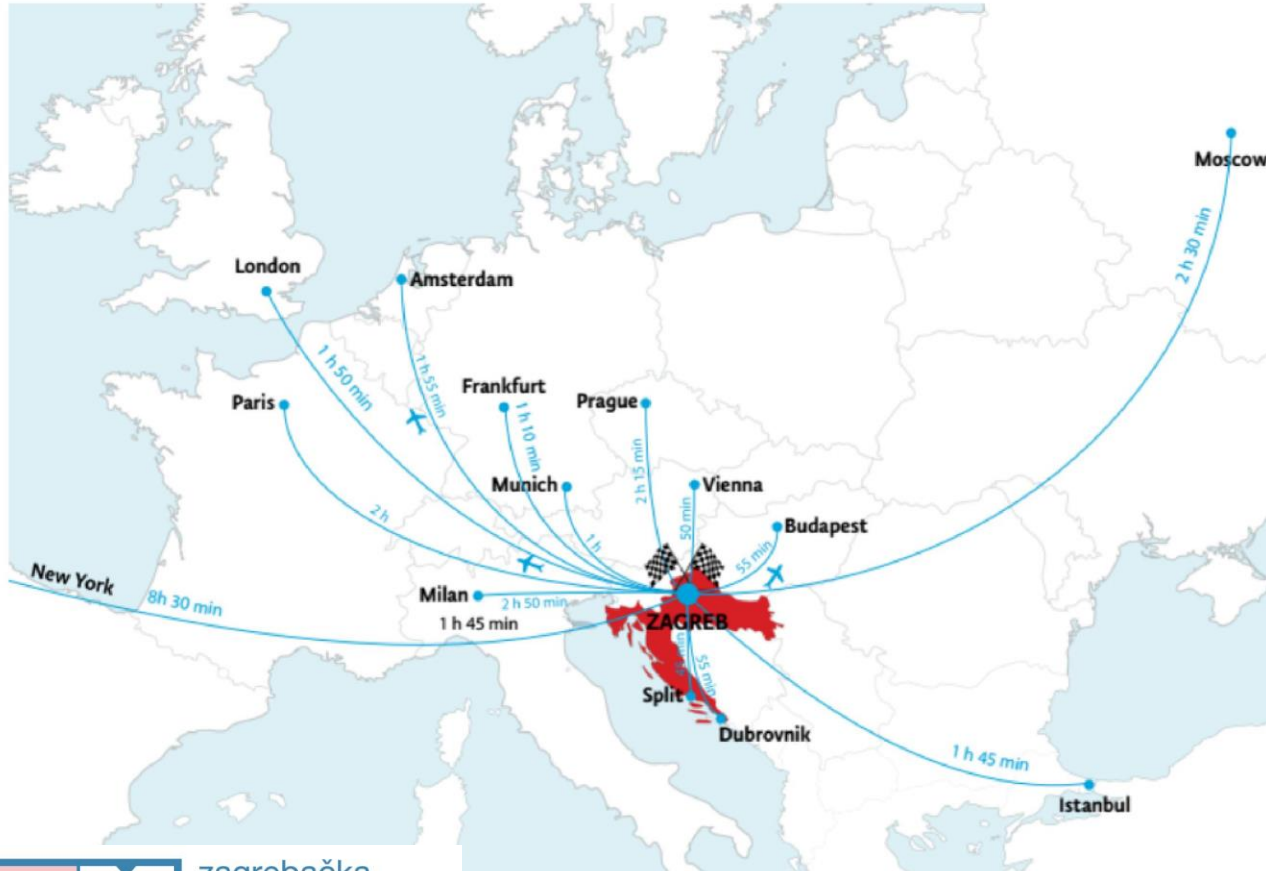 Moscow
2 h 30 min
London
Amsterdam
1 h 50 min
1 h 55 min
Frankfurt
Paris
Prague
1 h 10 min
2 h 15 min
Munich
Vienna
50 min
2 h
1 h
Budapest
55 min
New York
8h 30 min
Milan
2 h 50 min
1 h 45 min
ZAGREB
55 min
Split
Dubrovnik
1 h 45 min
Istanbul
zagrebačka